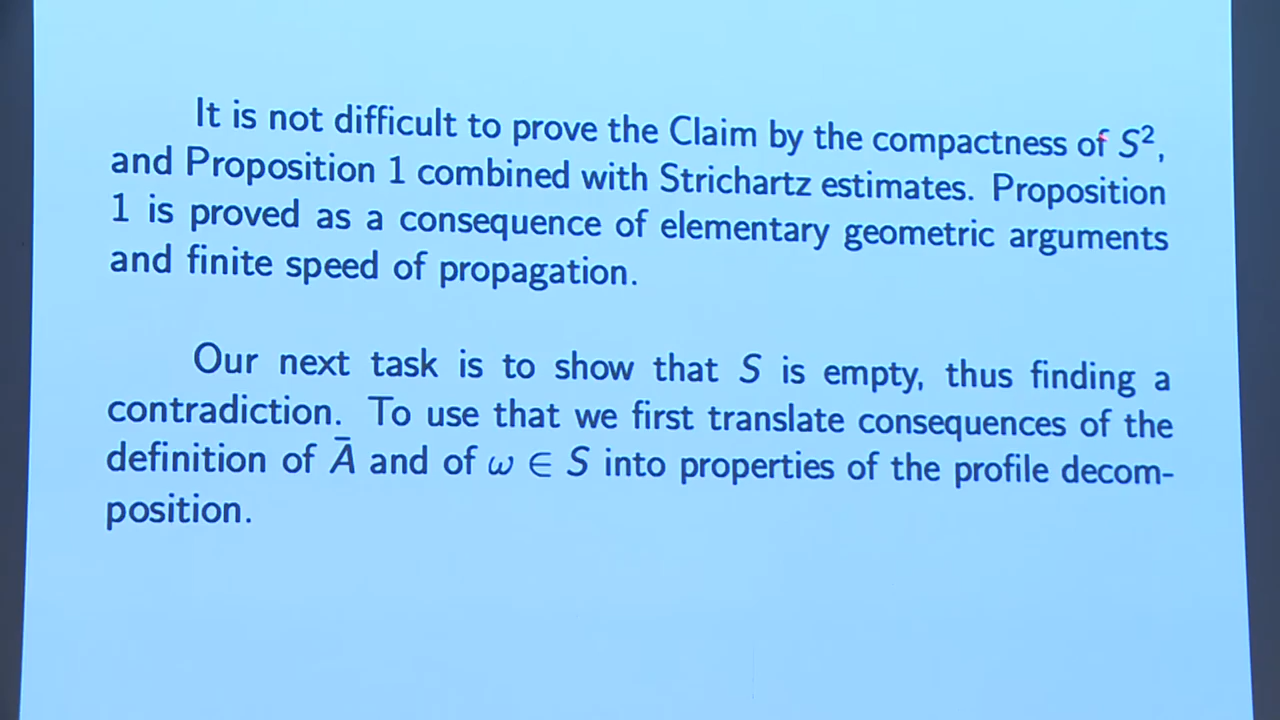 It is not difficult to prove the Claim by the compactness of S²,
and Proposition 1 combined with Strichartz estimates. Proposition
1 is proved as a consequence of elementary geometric arguments
and finite speed of propagation.
Our next task is to show that S is empty, thus finding a
contradiction. To use that we first translate consequences of the
definition of Ā and of ω ∈ S into properties of the profile decom-
position.